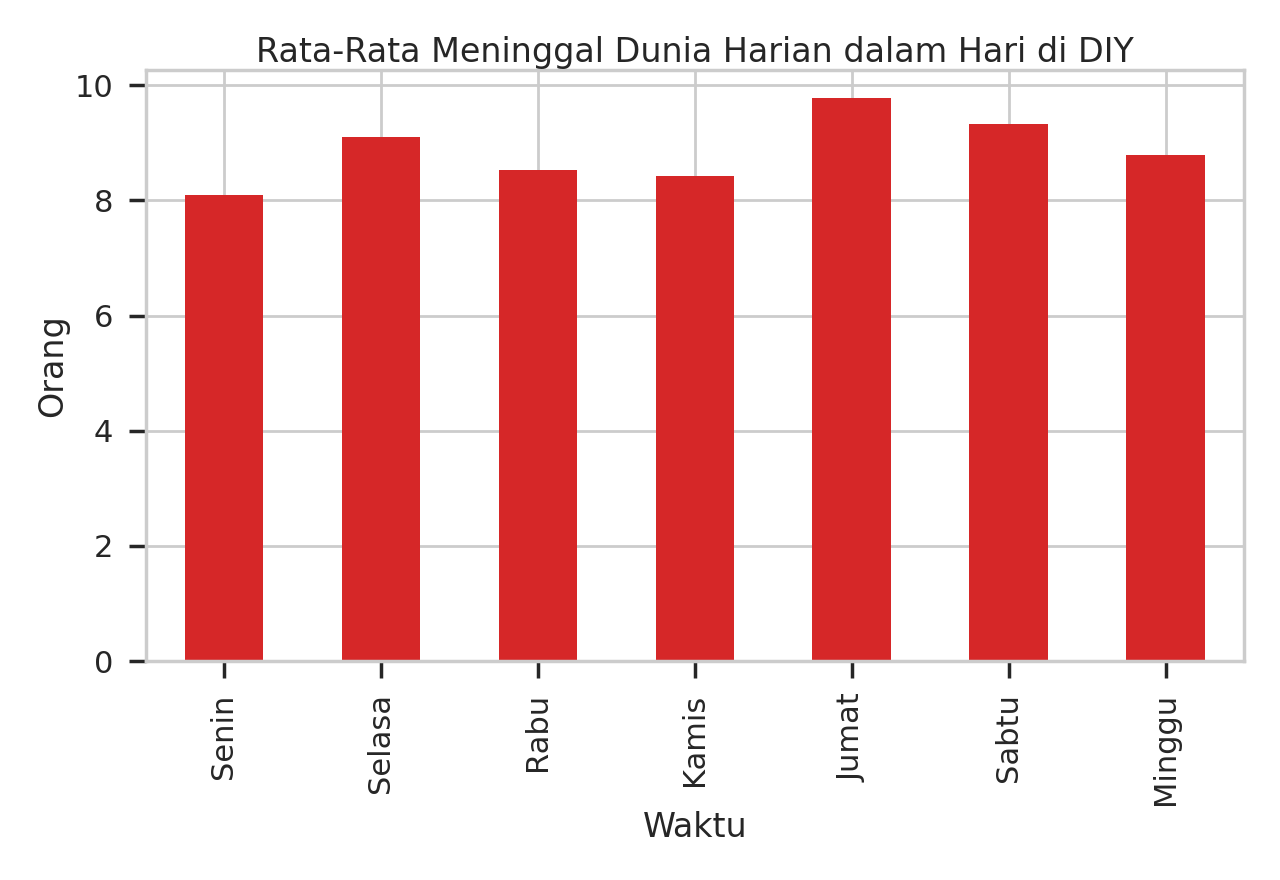 Rata-Rata Meninggal Dunia Harian dalam Hari di DIY
10
8
6
4
2
0
Orang
Senin
Selasa
Rabu
Kamis
Jumat
Sabtu
Minggu
Waktu